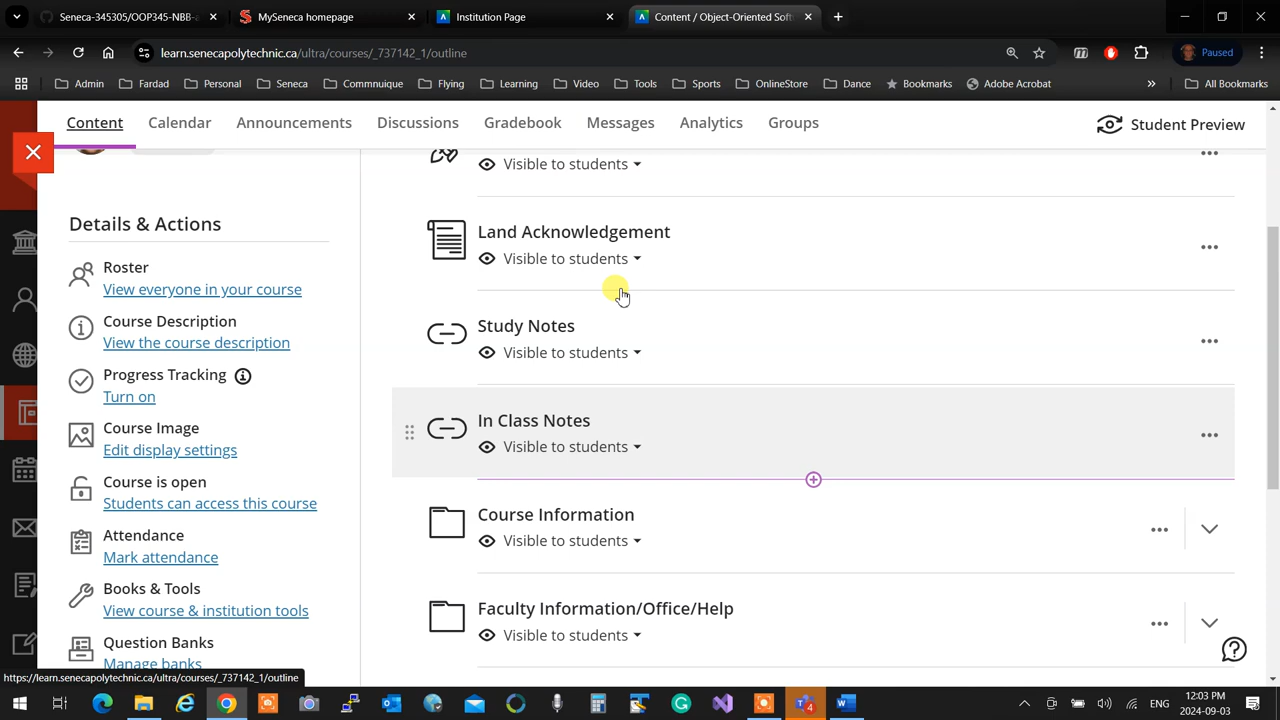 Seneca-345305/OOP345-NBB-
MySeneca homepage
Institution Page
Content / Object-Oriented Soft
learn.senecapolytechnic.ca/ultra/courses/_737142_1/outline
Paused
Admin
Fardad
Personal
Seneca
Commnuique
Flying
Learning
Video
Tools
Sports
OnlineStore
Dance
Bookmarks
Adobe Acrobat
All Bookmarks
Content
Calendar
Announcements
Discussions
Gradebook
Messages
Analytics
Groups
Student Preview
Details & Actions
Roster
View everyone in your course
Course Description
View the course description
Progress Tracking
Turn on
Course Image
Edit display settings
Course is open
Students can access this course
Attendance
Mark attendance
Books & Tools
View course & institution tools
Question Banks
Manage banks
Visible to students
Land Acknowledgement
Visible to students
Study Notes
Visible to students
In Class Notes
Visible to students
Course Information
Visible to students
Faculty Information/Office/Help
Visible to students
https://learn.senecapolytechnic.ca/ultra/courses/_737142_1/outline
ENG
12:03 PM
2024-09-03